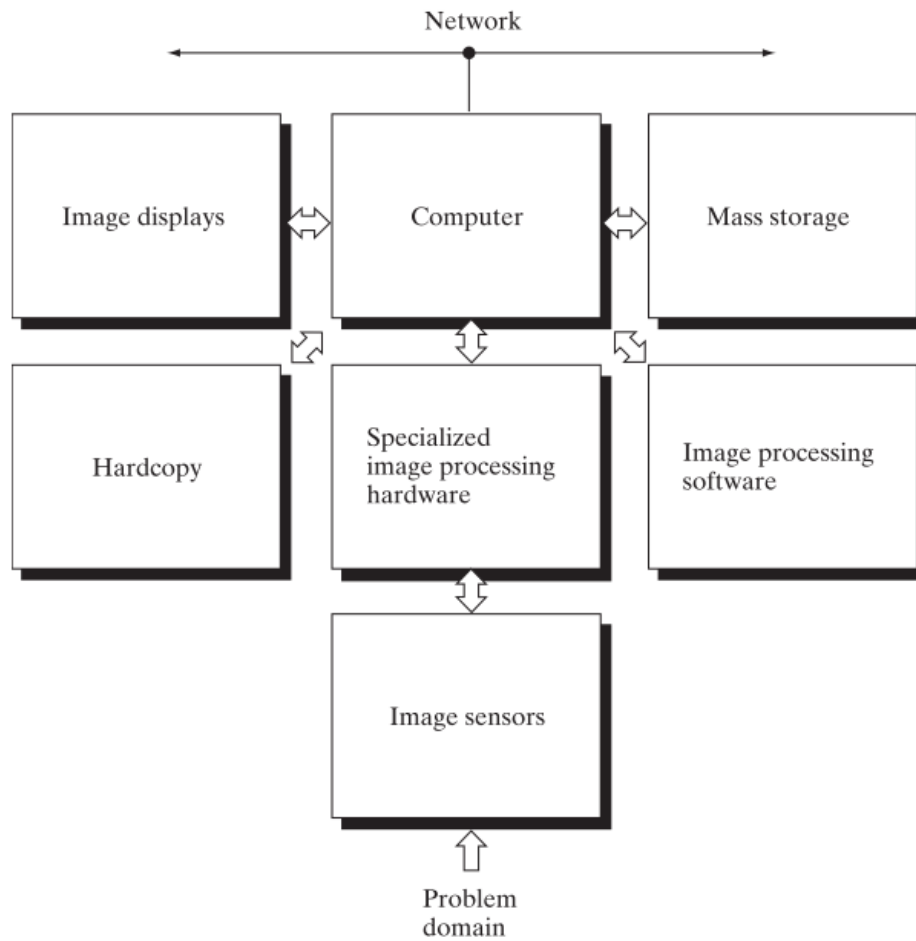 Network
Image displays
Computer
Mass storage
Hardcopy
Specialized
image processing
hardware
Image processing
software
Image sensors
Problem
domain